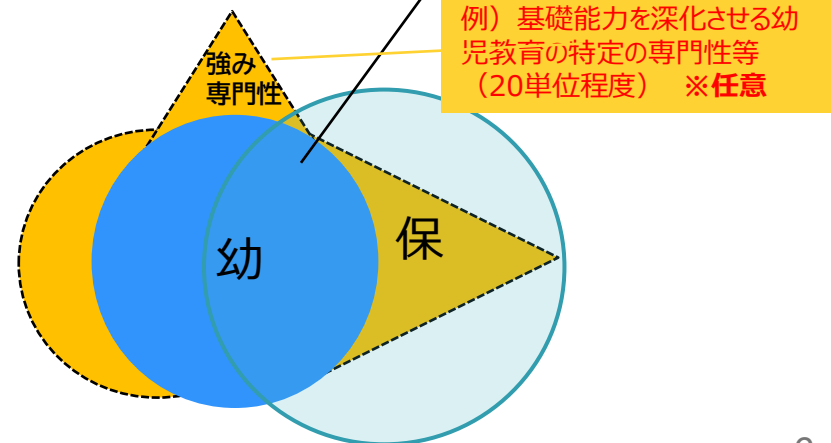 例）基礎能力を深化させる幼
児教育の特定の専門性等
（20単位程度）　※任意
強み
専門性
幼
保